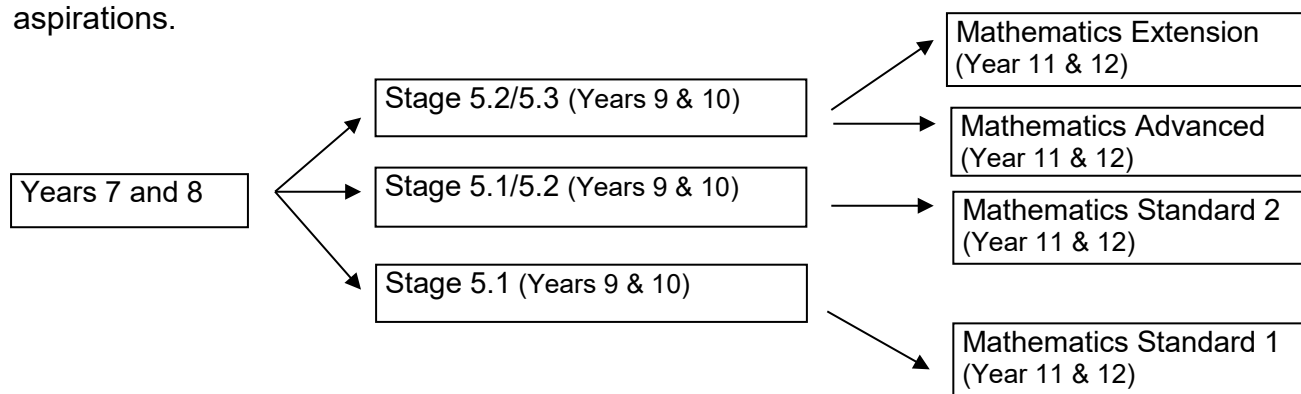 aspirations.
Years 7 and 8
Stage 5.2/5.3 (Years 9 & 10)
Stage 5.1/5.2 (Years 9 & 10)
Stage 5.1 (Years 9 & 10)
Mathematics Extension
(Year 11 & 12)
Mathematics Advanced
(Year 11 & 12)
Mathematics Standard 2
(Year 11 & 12)
Mathematics Standard 1
(Year 11 & 12)